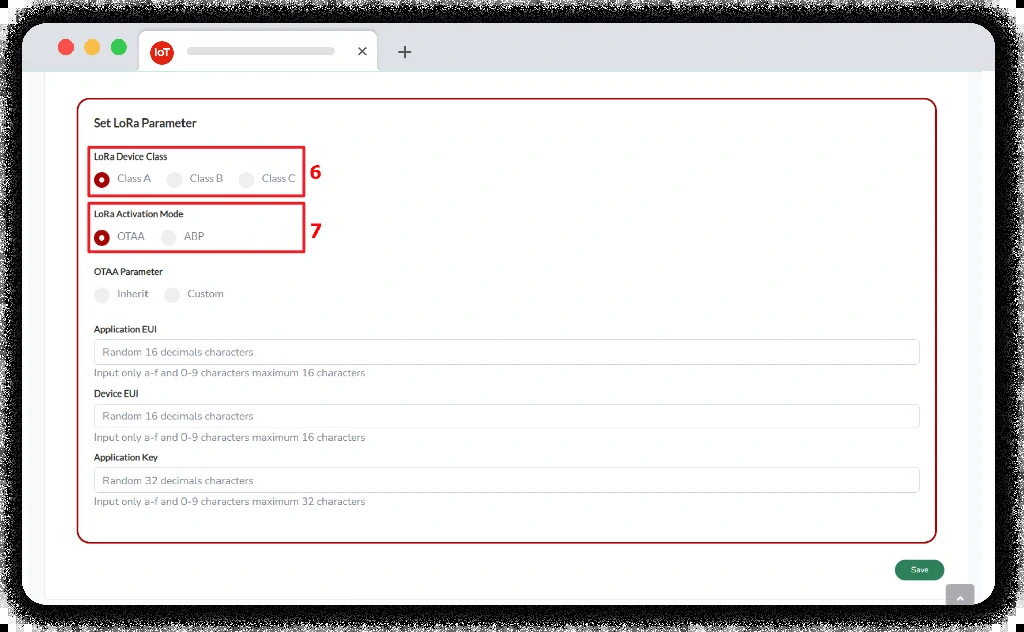 IoT
Set LoRa Parameter
LoRa Device Class
Class A Class B Class C
6
LoRa Activation Mode
OTAA ABP
7
OTAA Parameter
Inherit Custom
Application EUI
Random 16 decimals characters
Input only a-f and 0-9 characters maximum 16 characters
Device EUI
Random 16 decimals characters
Input only a-f and 0-9 characters maximum 16 characters
Application Key
Random 32 decimals characters
Input only a-f and 0-9 characters maximum 32 characters
Save